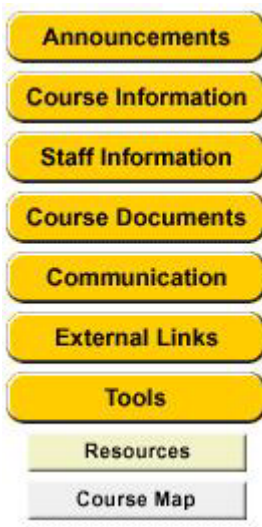 Announcements
Course Information
Staff Information
Course Documents
Communication
External Links
Tools
Resources
Course Map